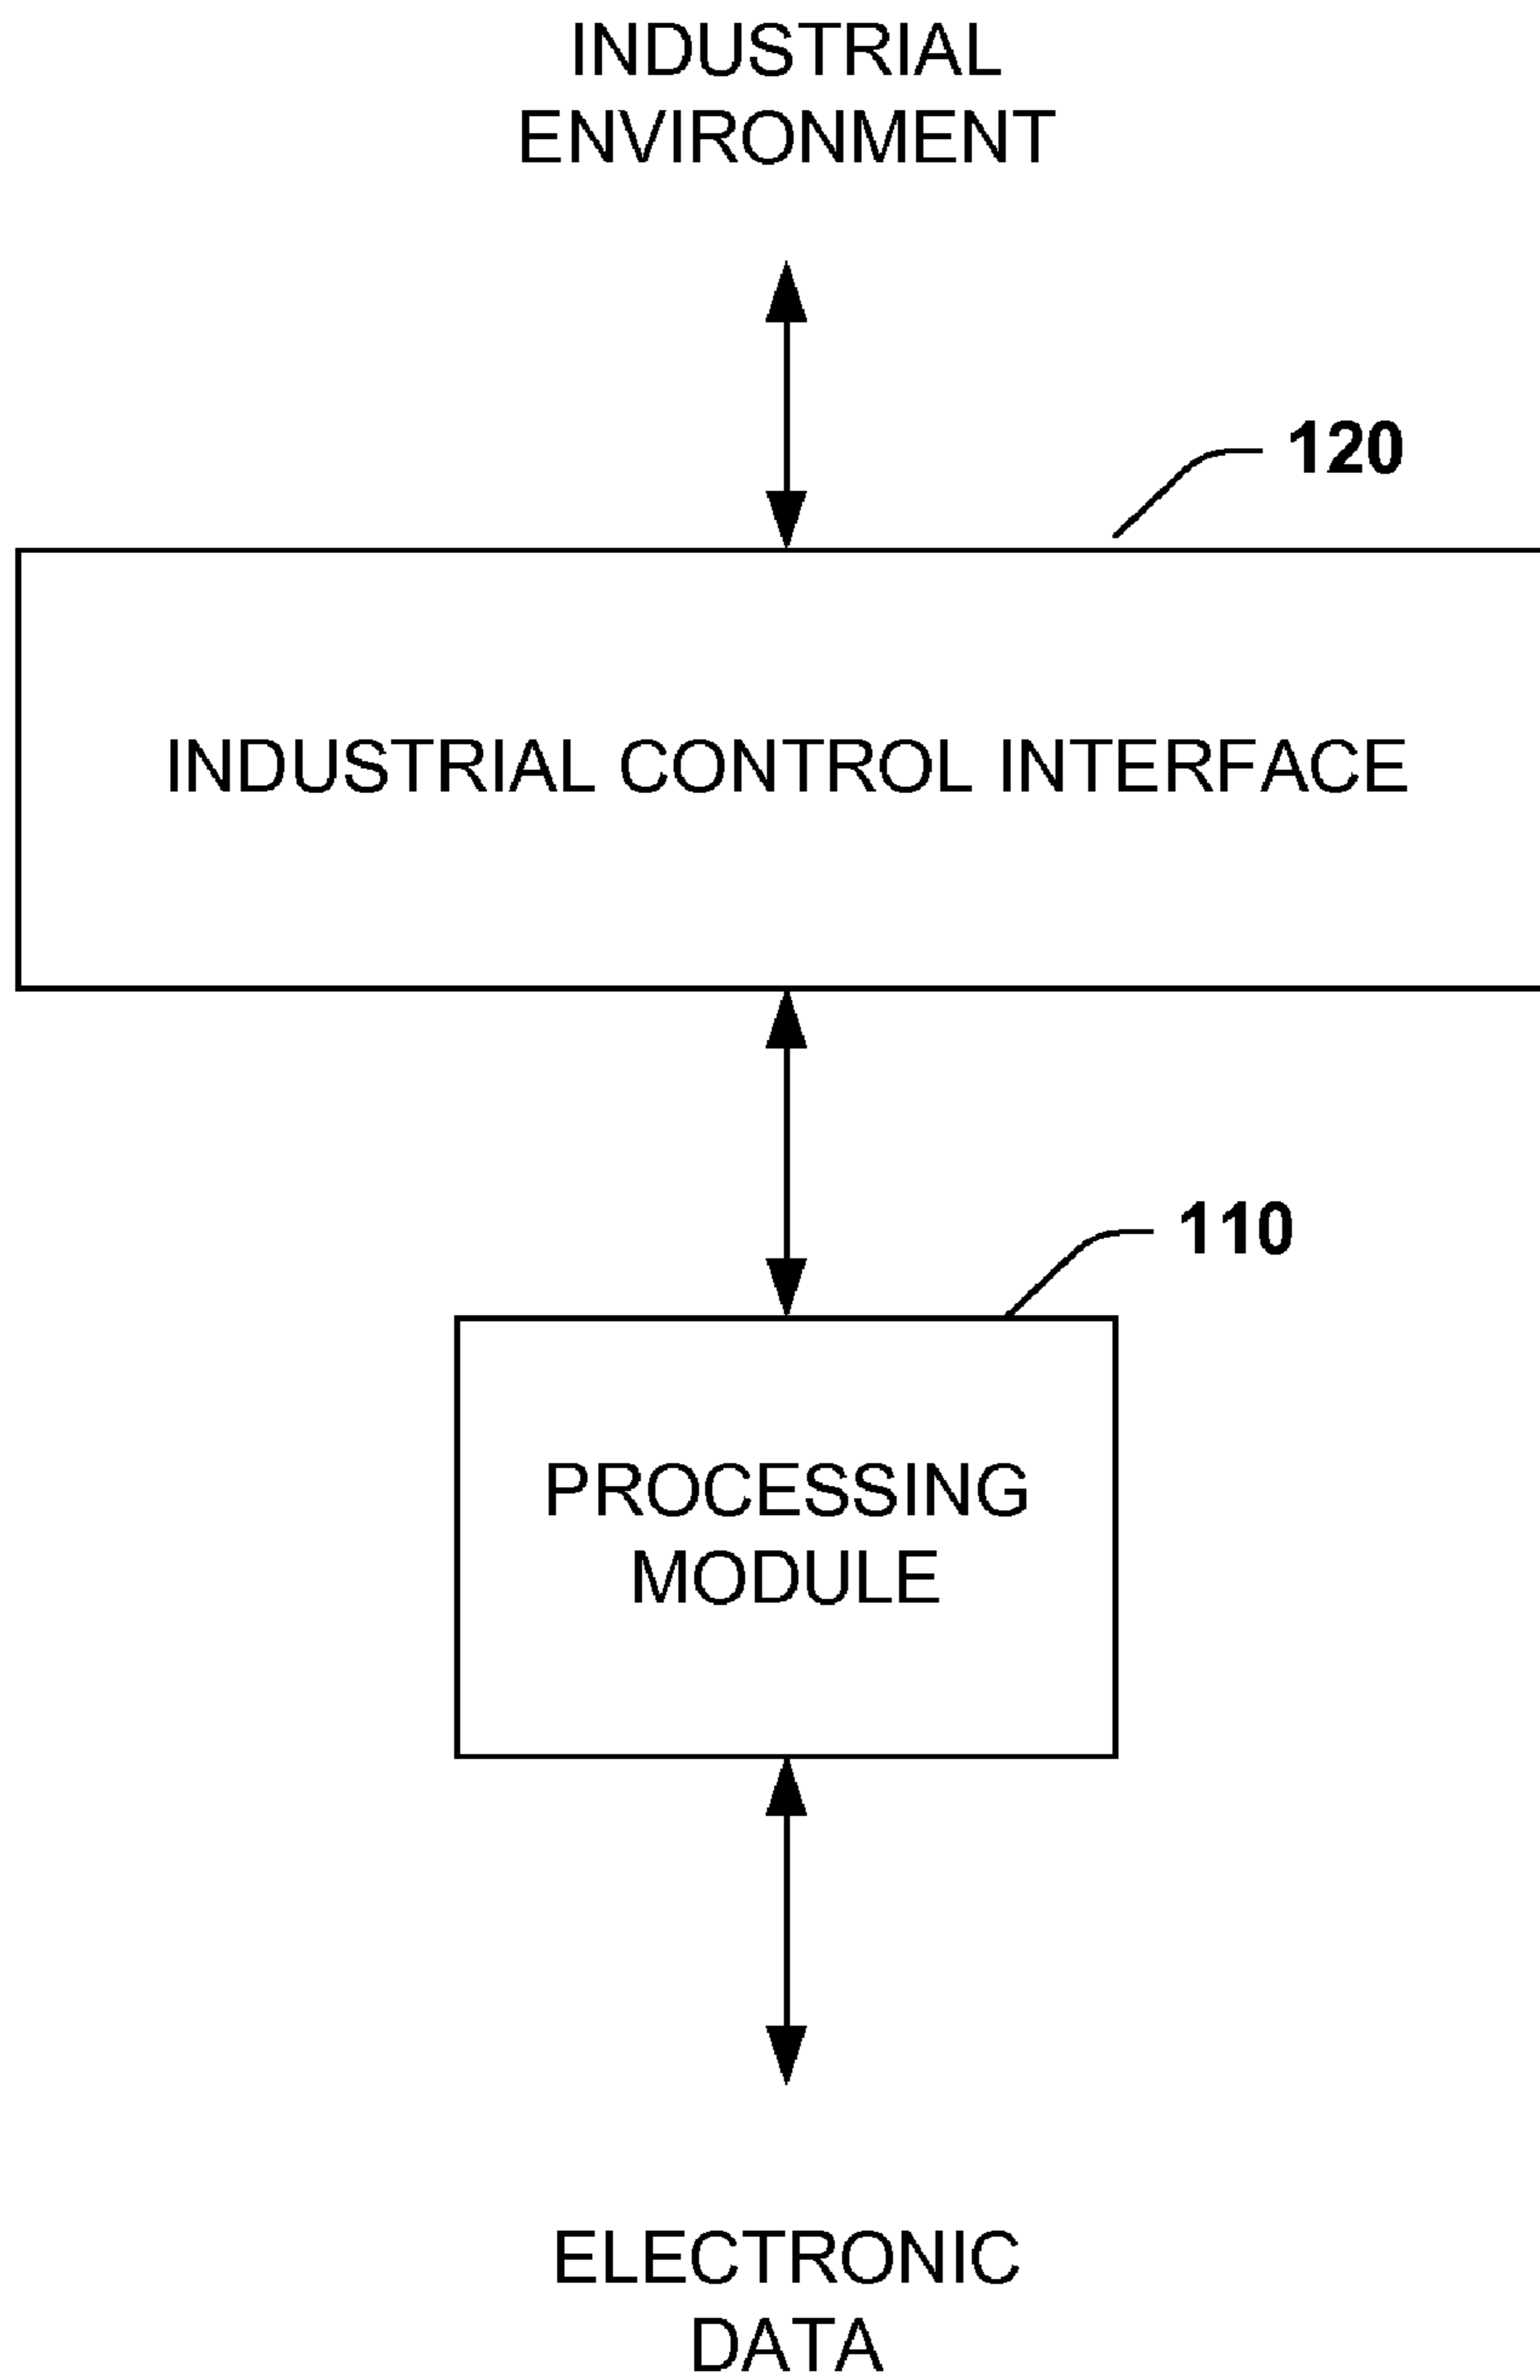 INDUSTRIAL
ENVIRONMENT
120
INDUSTRIAL CONTROL INTERFACE
110
PROCESSING
MODULE
ELECTRONIC
DATA